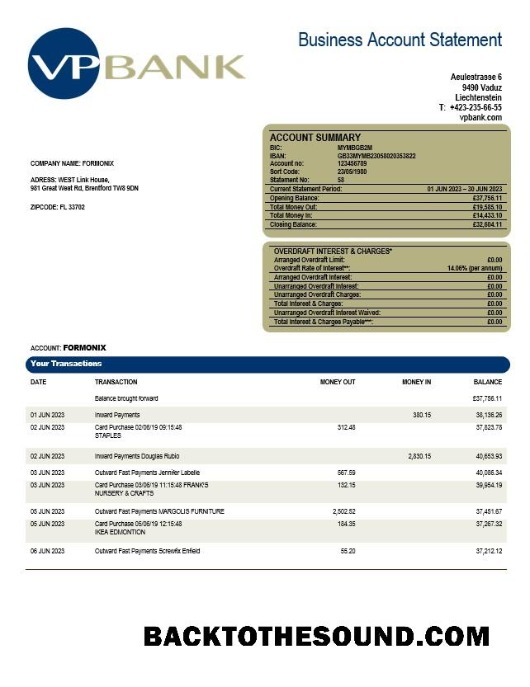 VP BANK
Business Account Statement
Aeulestrasse 6
9490 Vaduz
Liechtenstein
T: +423-235-66-55
vpbank.com
ACCOUNT SUMMARY
BIC: MYMBGB2M
IBAN: GB33MYMB23058020353822
Account no: 123456789
Sort Code: 23/05/1980
Statement No: 58
Current Statement Period: 01 JUN 2023 – 30 JUN 2023
Opening Balance: £37,756.11
Total Money Out: £19,585.10
Total Money In: £14,433.10
Closing Balance: £32,604.11
COMPANY NAME: FORMONIX
ADRESS: WEST Link House,
981 Great West Rd, Brentford TW8 9DN
ZIPCODE: FL 33702
OVERDRAFT INTEREST & CHARGES*
Arranged Overdraft Limit: £0.00
Overdraft Rate of Interest**: 14.06% (per annum)
Arranged Overdraft Interest: £0.00
Unarranged Overdraft Interest: £0.00
Unarranged Overdraft Charges: £0.00
Total Interest & Charges: £0.00
Unarranged Overdraft Interest Waived: £0.00
Total Interest & Charges Payable***: £0.00
ACCOUNT: FORMONIX
Your Transactions
DATE TRANSACTION MONEY OUT MONEY IN BALANCE
Balance brought forward £37,756.11
01 JUN 2023 Inward Payments 380.15 38,136.26
02 JUN 2023 Card Purchase 02/06/19 09:15:48 312.48 37,823.78
STAPLES
02 JUN 2023 Inward Payments Douglas Rubio 2,830.15 40,653.93
03 JUN 2023 Outward Fast Payments Jennifer Labelle 567.59 40,086.34
03 JUN 2023 Card Purchase 03/06/19 11:15:48 FRANK'S 132.15 39,954.19
NURSERY & CRAFTS
05 JUN 2023 Outward Fast Payments MARGOLIS FURNITURE 2,502.52 37,451.67
05 JUN 2023 Card Purchase 05/06/19 12:15:48 184.35 37,267.32
IKEA EDMONTION
06 JUN 2023 Outward Fast Payments Screwfix Enfield 55.20 37,212.12
BACKTOTHESOUND.COM